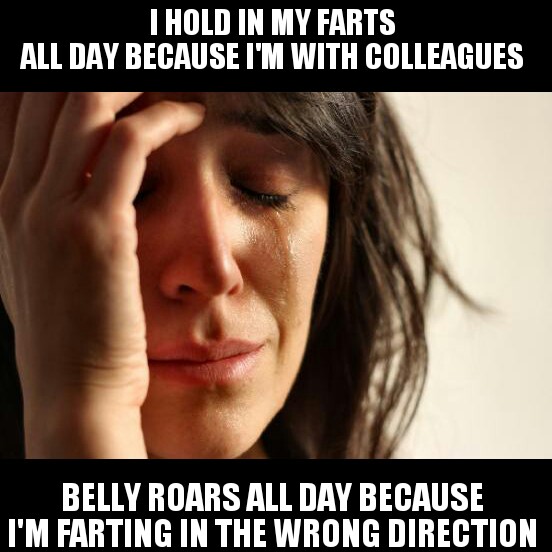 I HOLD IN MY FARTS
ALL DAY BECAUSE I'M WITH COLLEAGUES
BELLY ROARS ALL DAY BECAUSE
I'M FARTING IN THE WRONG DIRECTION